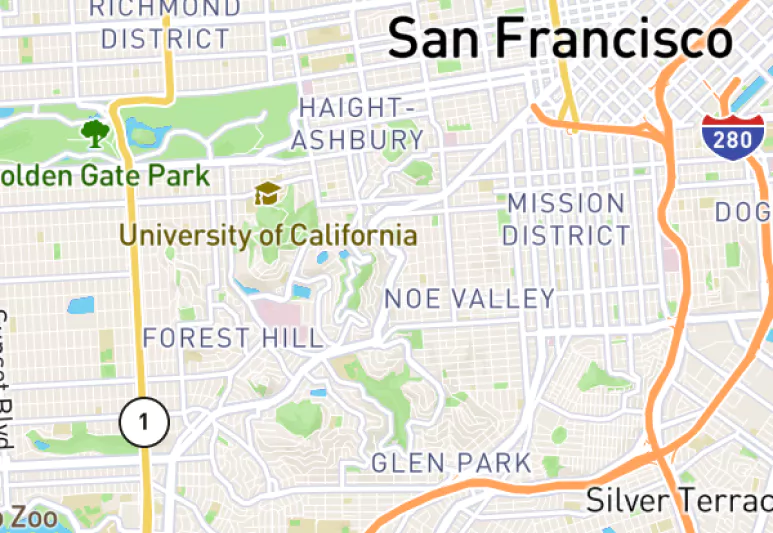 RICHMOND
DISTRICT
San Francisco
HAIGHT-
ASHBURY
280
olden Gate Park
MISSION
DISTRICT
DOG
University of California
NOE VALLEY
FOREST HILL
Sunset Blvd
1
GLEN PARK
Silver Terrac
o Zoo